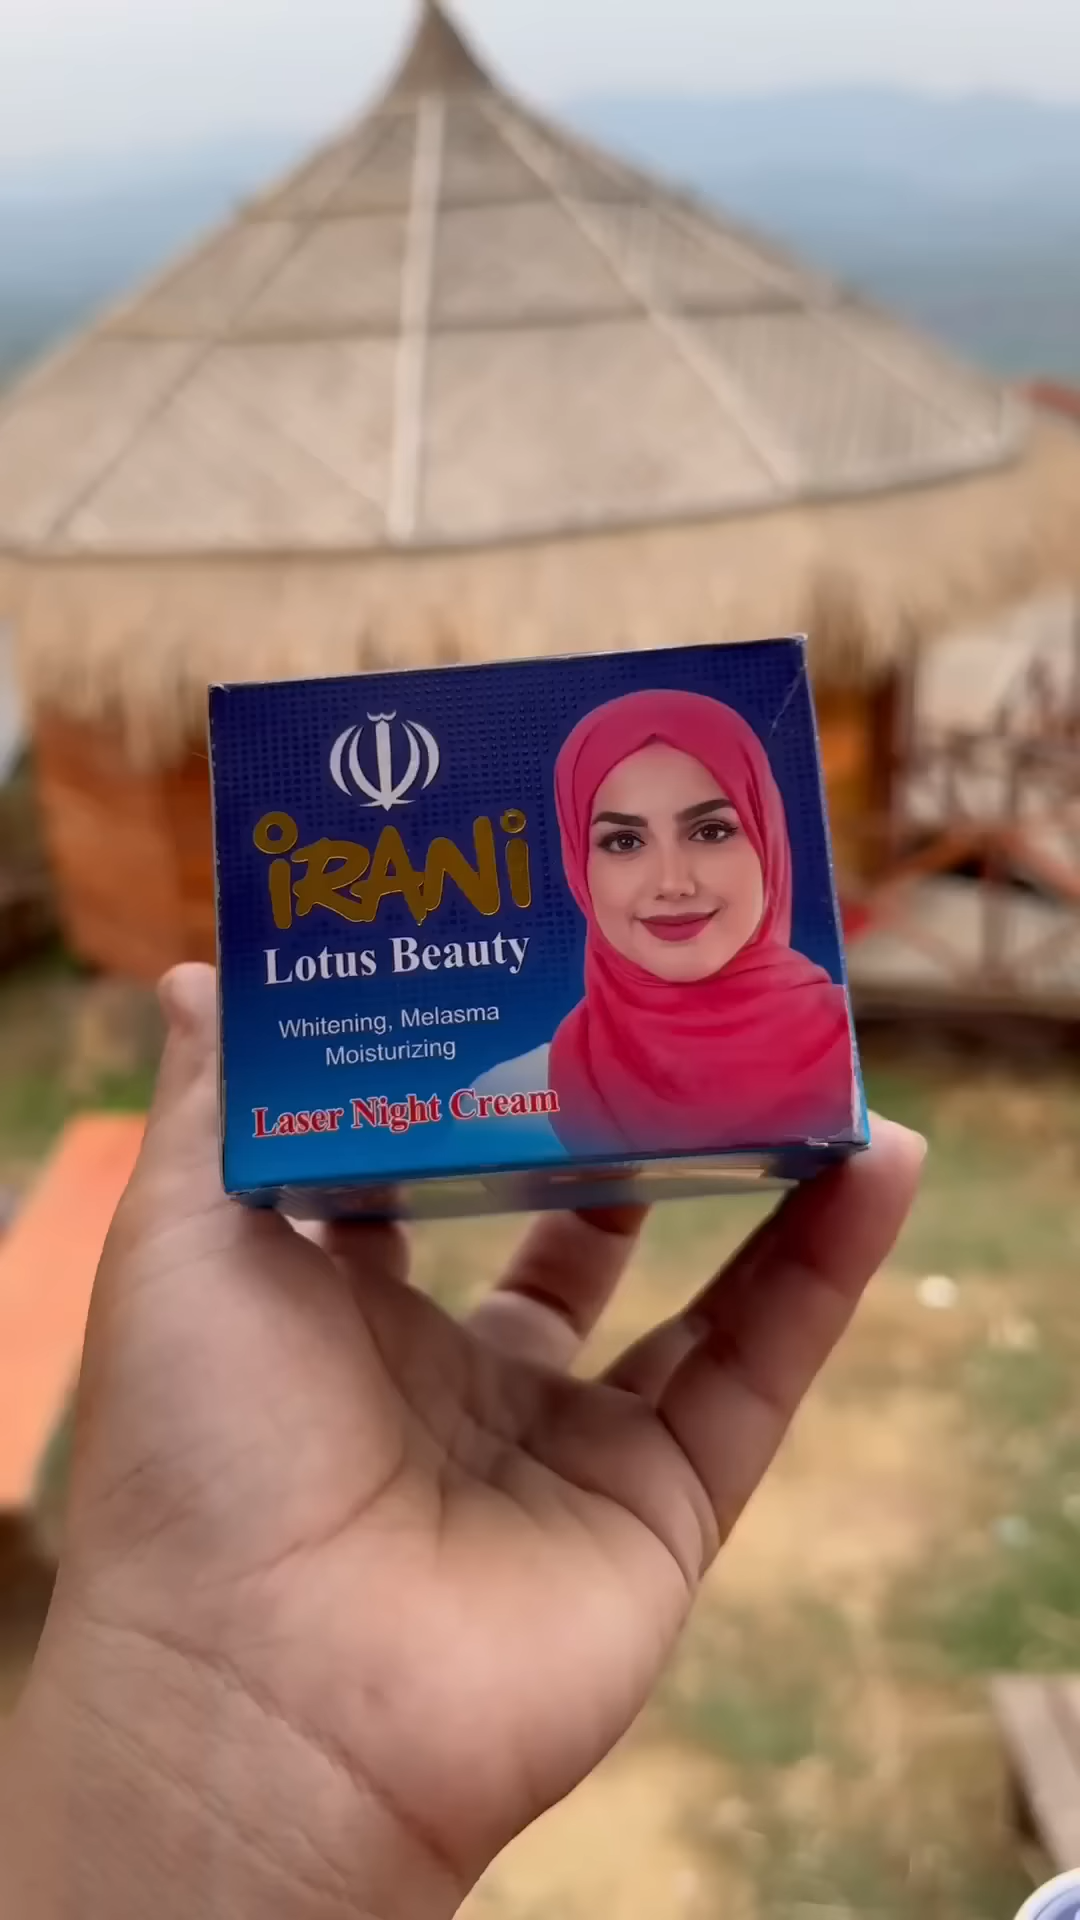 iRANi
Lotus Beauty
Whitening, Melasma
Moisturizing
Laser Night Cream